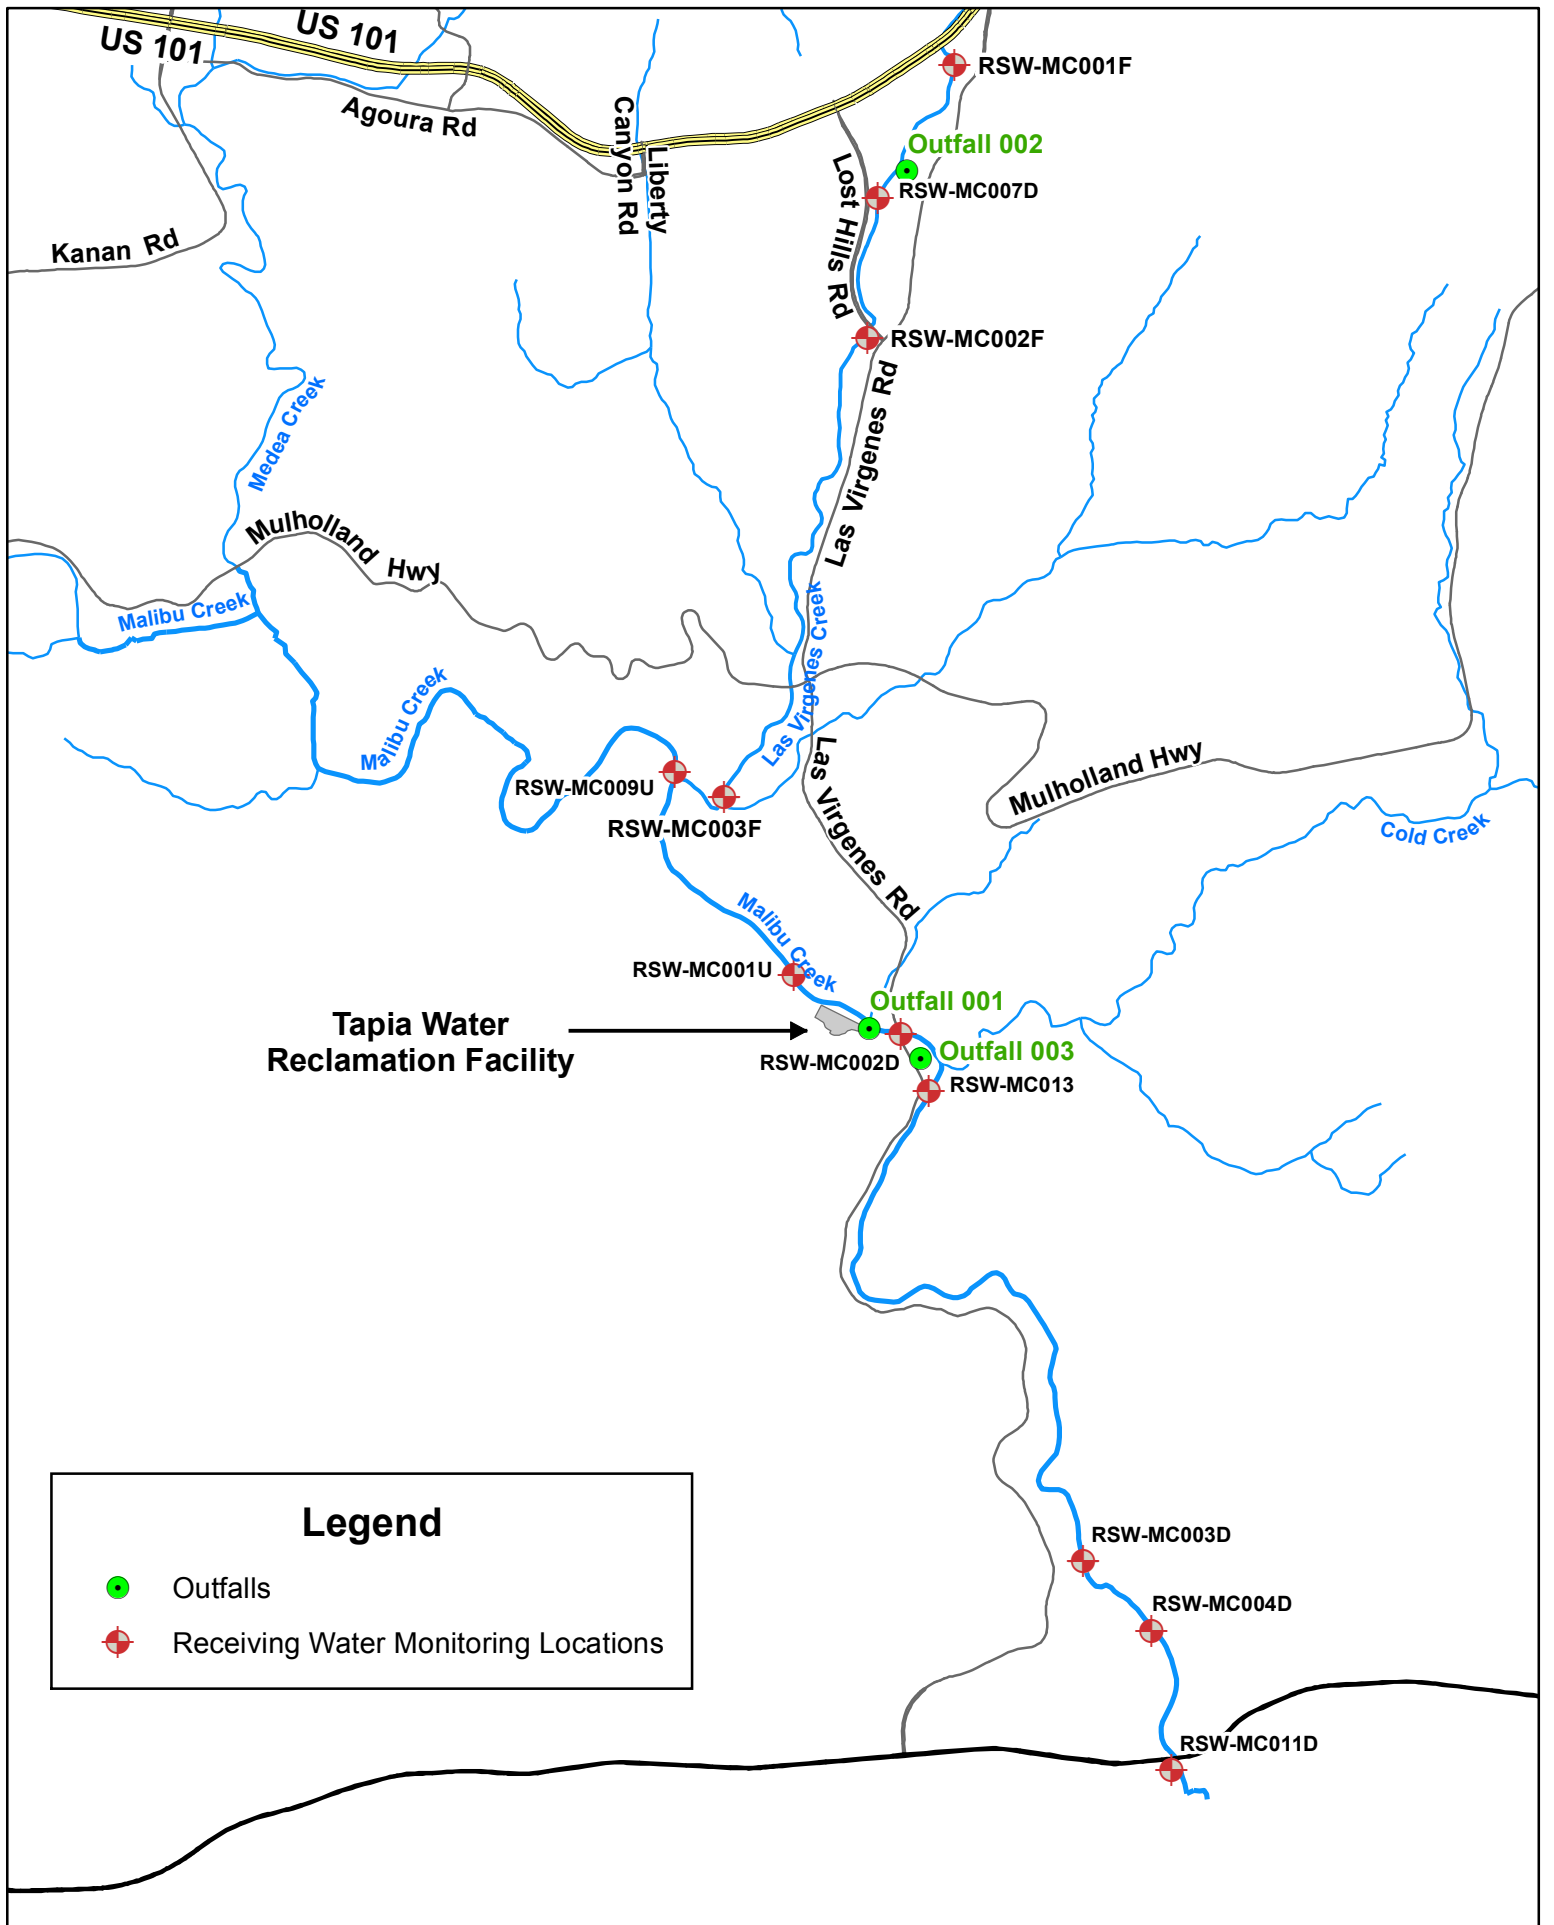 US 101
US 101
RSW-MC001F
Agoura Rd
Canyon Rd
Liberty
Outfall 002
RSW-MC007D
Lost Hills Rd
Kanan Rd
RSW-MC002F
Medea Creek
Las Virgenes Rd
Mulholland Hwy
Malibu Creek
Las Virgenes Creek
Malibu Creek
RSW-MC009U
RSW-MC003F
Las Virgenes Rd
Mulholland Hwy
Cold Creek
Malibu Creek
RSW-MC001U
Outfall 001
Tapia Water
Reclamation Facility
RSW-MC002D
Outfall 003
RSW-MC013
Legend
Outfalls
Receiving Water Monitoring Locations
RSW-MC003D
RSW-MC004D
RSW-MC011D